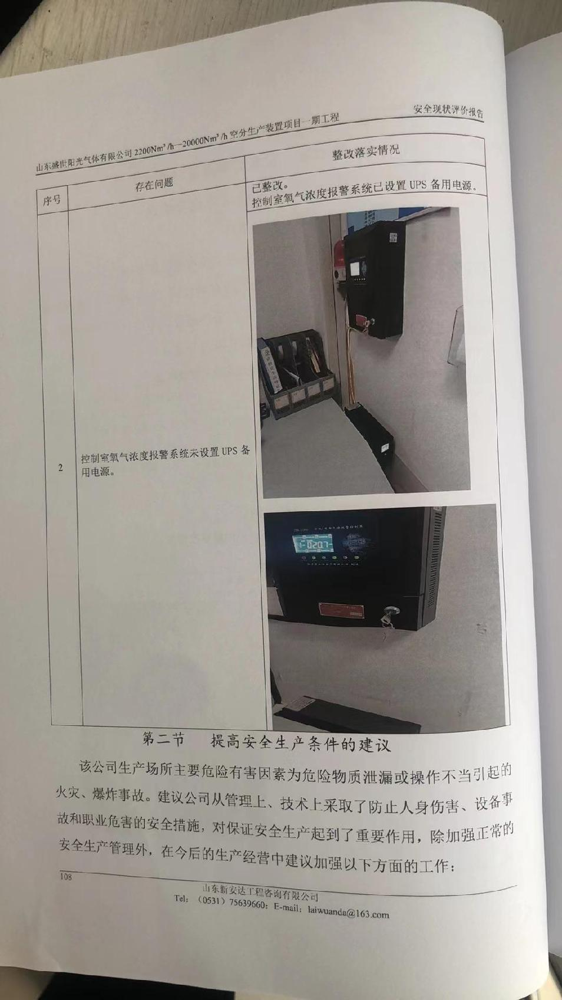 山东盛世阳光气体有限公司 2200Nm³/h—20000Nm³/h 空分生产装置项目一期工程
安全现状评价报告
序号
存在问题
整改落实情况
已整改。
控制室氧气浓度报警系统已设置 UPS 备用电源。
2
控制室氧气浓度报警系统未设置 UPS 备
用电源。
第二节 提高安全生产条件的建议
该公司生产场所主要危险有害因素为危险物质泄漏或操作不当引起的
火灾、爆炸事故。建议公司从管理上、技术上采取了防止人身伤害、设备事
故和职业危害的安全措施，对保证安全生产起到了重要作用，除加强正常的
安全生产管理外，在今后的生产经营中建议加强以下方面的工作：
108
山东新安达工程咨询有限公司
Tel：（0531）75639660；E-mail：laiwuanda@163.com